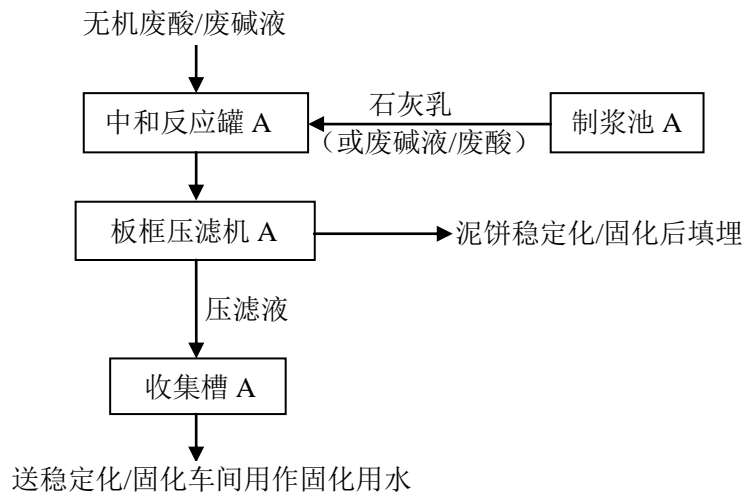 无机废酸/废碱液
中和反应罐 A
石灰乳
（或废碱液/废酸）
制浆池 A
板框压滤机 A
泥饼稳定化/固化后填埋
压滤液
收集槽 A
送稳定化/固化车间用作固化用水